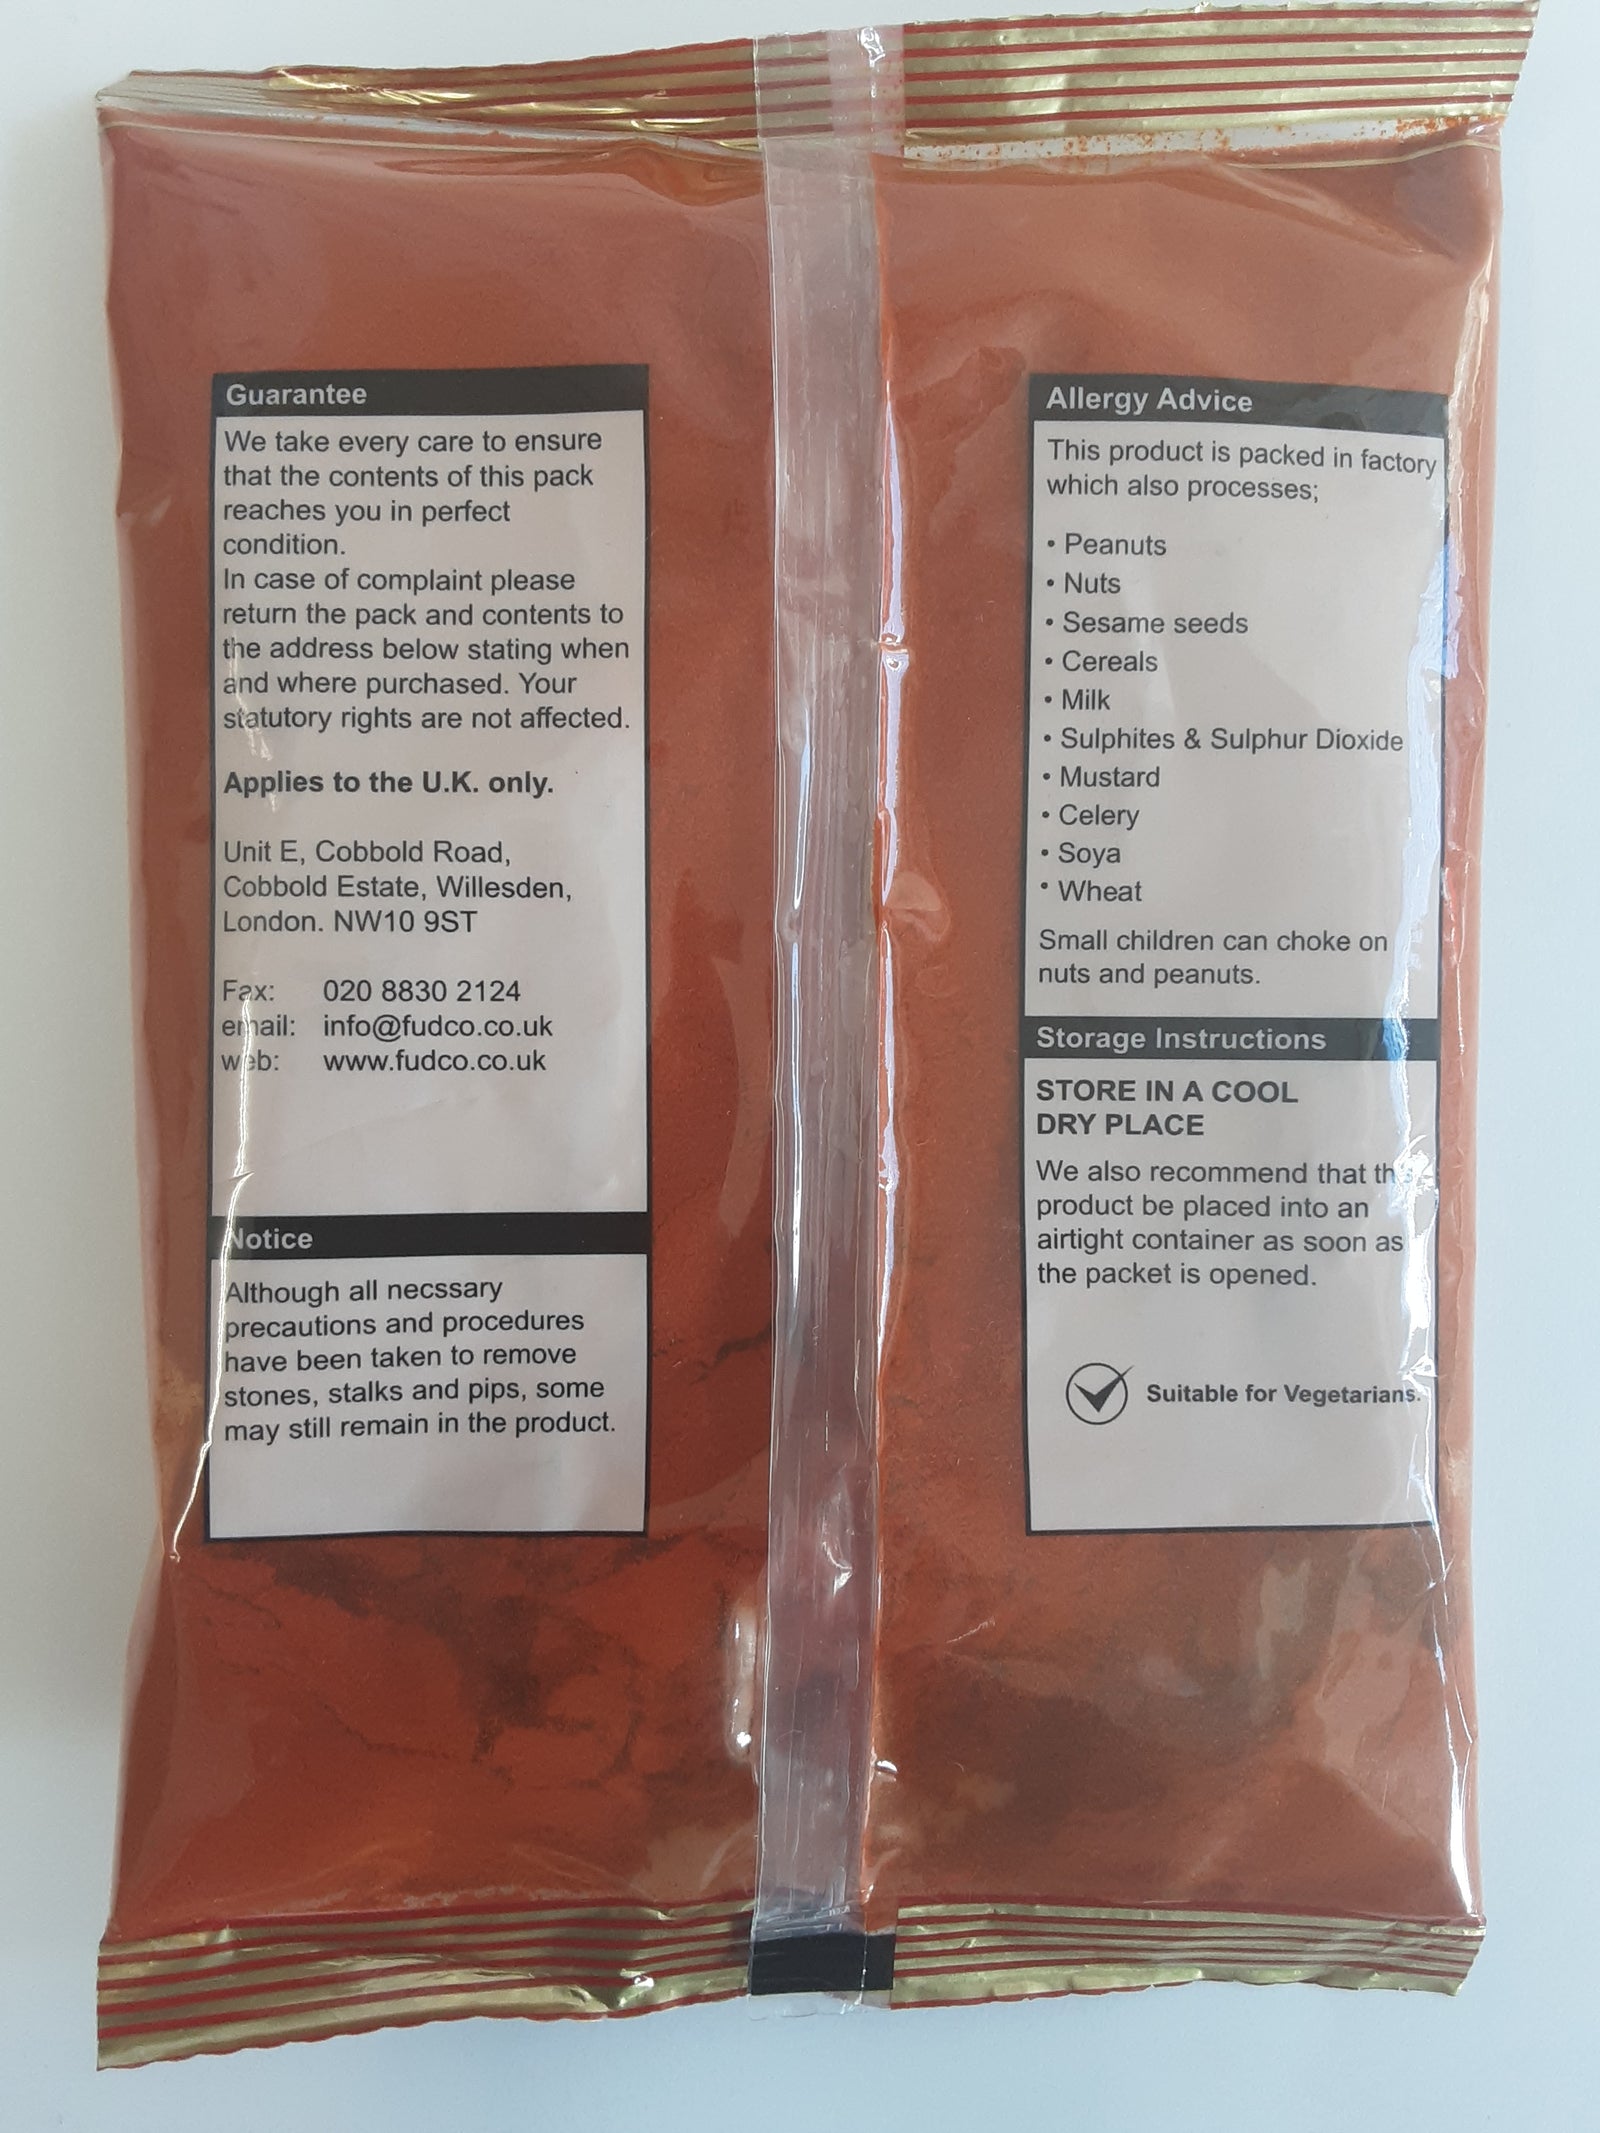 Guarantee
We take every care to ensure
that the contents of this pack
reaches you in perfect
condition.
In case of complaint please
return the pack and contents to
the address below stating when
and where purchased. Your
statutory rights are not affected.
Applies to the U.K. only.
Unit E, Cobbold Road,
Cobbold Estate, Willesden,
London. NW10 9ST
Fax: 020 8830 2124
email: info@fudco.co.uk
web: www.fudco.co.uk
Notice
Although all necssary
precautions and procedures
have been taken to remove
stones, stalks and pips, some
may still remain in the product.
Allergy Advice
This product is packed in factory
which also processes;
• Peanuts
• Nuts
• Sesame seeds
• Cereals
• Milk
• Sulphites & Sulphur Dioxide
• Mustard
• Celery
• Soya
• Wheat
Small children can choke on
nuts and peanuts.
Storage Instructions
STORE IN A COOL
DRY PLACE
We also recommend that
product be placed into an
airtight container as soon as
the packet is opened.
Suitable for Vegetarians.